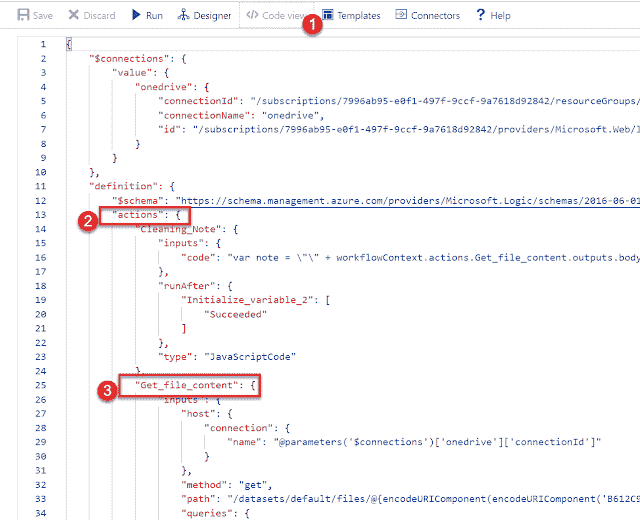 Save Discard Run Designer </> Code view Templates Connectors ? Help
1
1 {
2 "$connections": {
3 "value": {
4 "onedrive": {
5 "connectionId": "/subscriptions/7996ab95-e0f1-497f-9ccf-9a7618d92842/resourceGroups/
6 "connectionName": "onedrive",
7 "id": "/subscriptions/7996ab95-e0f1-497f-9ccf-9a7618d92842/providers/Microsoft.Web/l
8 }
9 }
10 },
11 "definition": {
12 "$schema": "https://schema.management.azure.com/providers/Microsoft.Logic/schemas/2016-06-01
2
13 "actions": {
14 "Cleaning_Note": {
15 "inputs": {
16 "code": "var note = \"\" + workflowContext.actions.Get_file_content.outputs.body
17 },
18 "runAfter": {
19 "Initialize_variable_2": [
20 "Succeeded"
21 ]
22 },
23 "type": "JavaScriptCode"
24 },
3
25 "Get_file_content": {
26 "inputs": {
27 "host": {
28 "connection": {
29 "name": "@parameters('$connections')['onedrive']['connectionId']"
30 }
31 },
32 "method": "get",
33 "path": "/datasets/default/files/@{encodeURIComponent(encodeURIComponent('B612C9
34 "queries": {